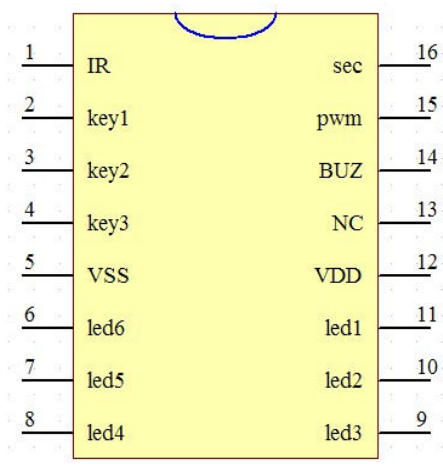 1 IR sec 16
2 key1 pwm 15
3 key2 BUZ 14
4 key3 NC 13
5 VSS VDD 12
6 led6 led1 11
7 led5 led2 10
8 led4 led3 9